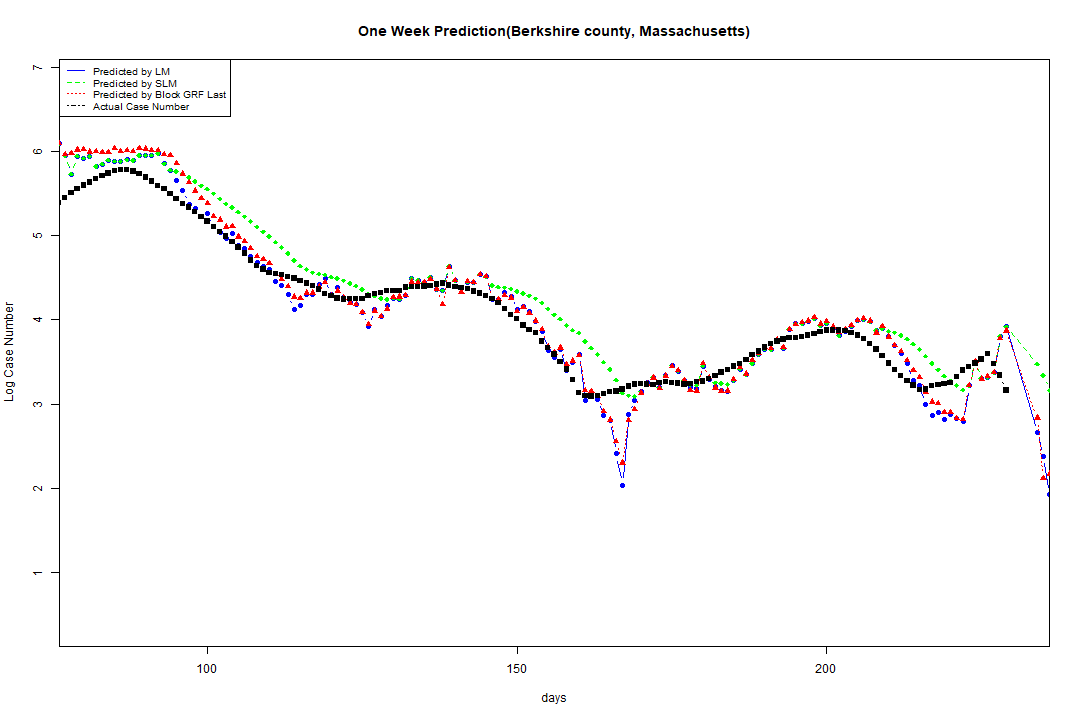 One Week Prediction(Berkshire county, Massachusetts)
7
Predicted by LM
Predicted by SLM
Predicted by Block GRF Last
Actual Case Number
6
5
4
3
2
1
Log Case Number
100 150 200
days